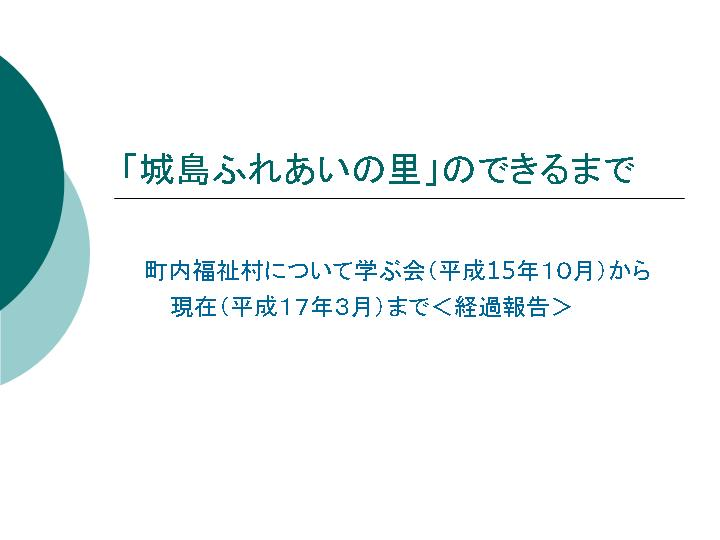 「城島ふれあいの里」のできるまで
町内福祉村について学ぶ会（平成15年１０月）から
現在（平成１７年３月）まで＜経過報告＞